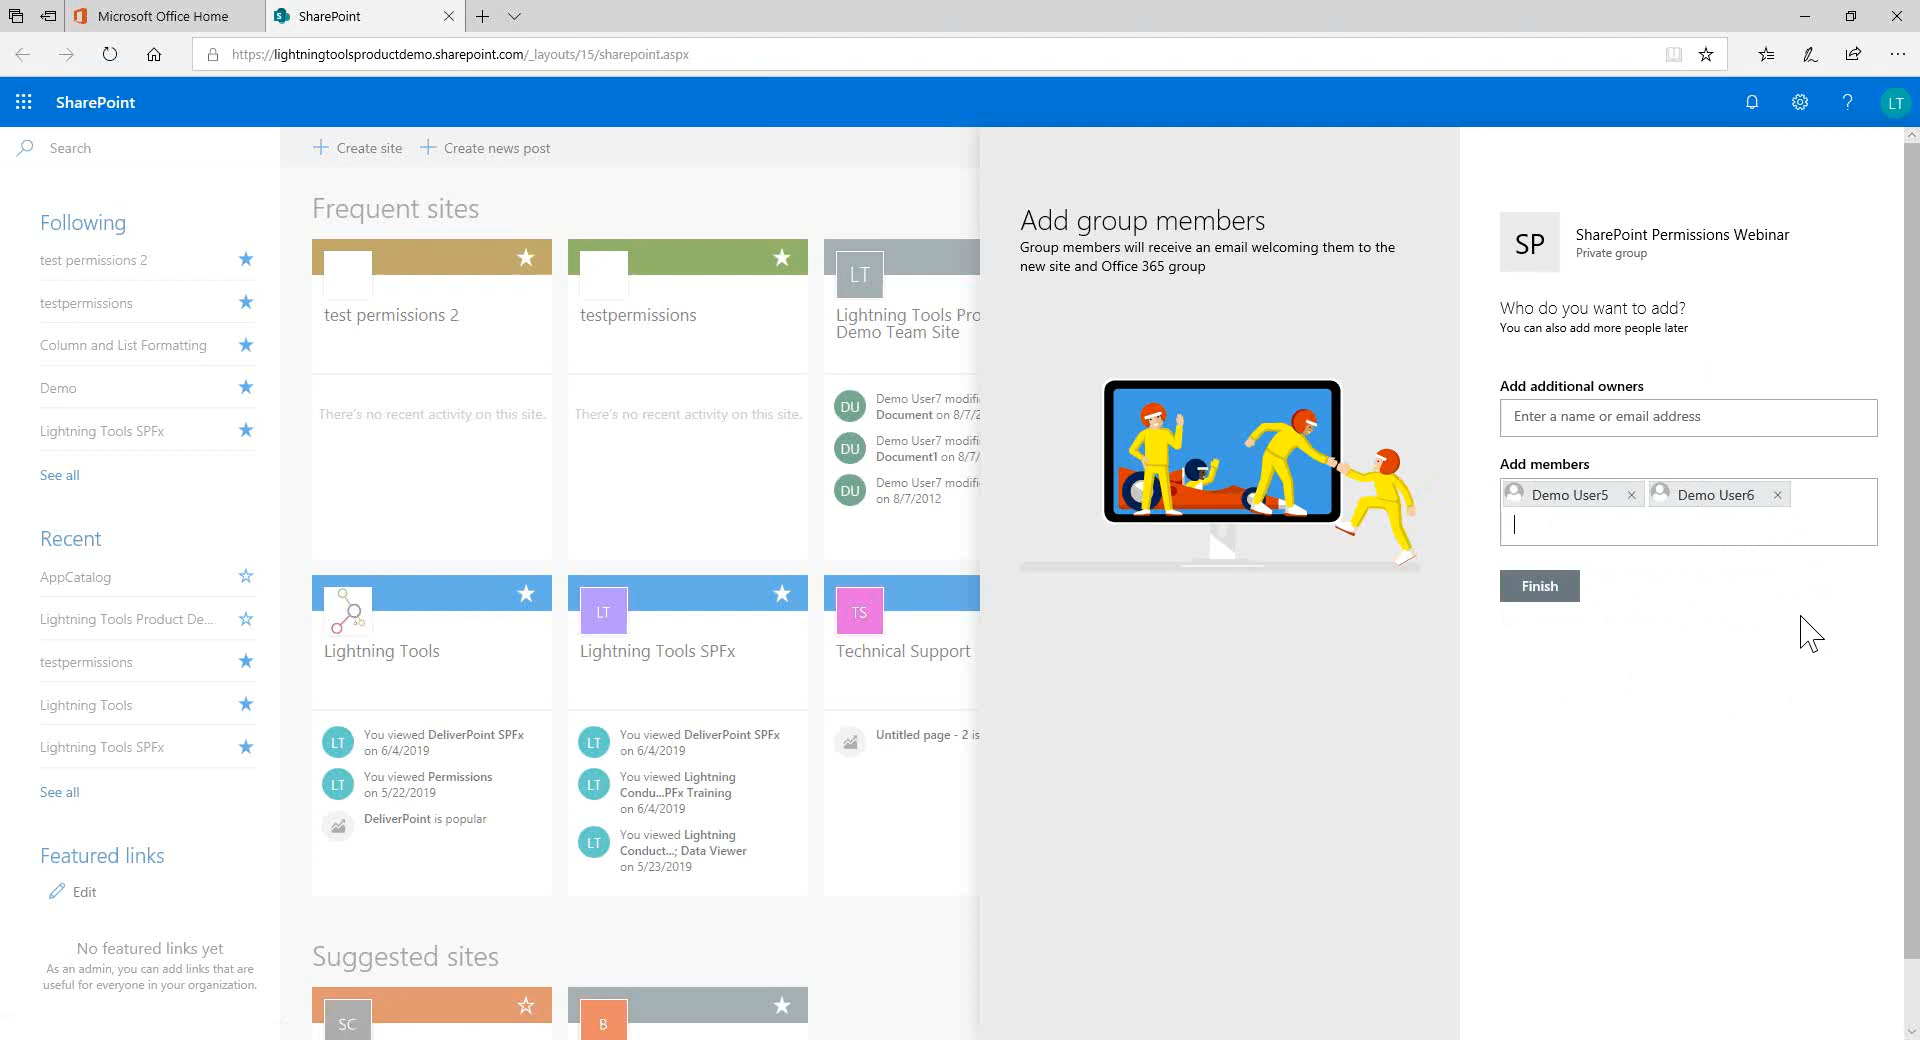 Microsoft Office Home
SharePoint
https://lightningtoolsproductdemo.sharepoint.com/_layouts/15/sharepoint.aspx
SharePoint
LT
Search
Create site
Create news post
Following
test permissions 2
testpermissions
Column and List Formatting
Demo
Lightning Tools SPFx
See all
Recent
AppCatalog
Lightning Tools Product De...
testpermissions
Lightning Tools
Lightning Tools SPFx
See all
Featured links
Edit
No featured links yet
As an admin, you can add links that are
useful for everyone in your organization.
Frequent sites
test permissions 2
There's no recent activity on this site.
testpermissions
There's no recent activity on this site.
LT
Lightning Tools Pro
Demo Team Site
DU
Demo User7 modifi
Document on 8/7/2
DU
Demo User7 modifi
Document1 on 8/7/
DU
Demo User7 modifi
on 8/7/2012
Lightning Tools
LT
You viewed DeliverPoint SPFx
on 6/4/2019
LT
You viewed Permissions
on 5/22/2019
DeliverPoint is popular
LT
Lightning Tools SPFx
LT
You viewed DeliverPoint SPFx
on 6/4/2019
LT
You viewed Lightning
Condu...PFx Training
on 6/4/2019
LT
You viewed Lightning
Conduct...; Data Viewer
on 5/23/2019
TS
Technical Support
Untitled page - 2 is
Suggested sites
SC
B
Add group members
Group members will receive an email welcoming them to the
new site and Office 365 group
SP
SharePoint Permissions Webinar
Private group
Who do you want to add?
You can also add more people later
Add additional owners
Enter a name or email address
Add members
Demo User5
Demo User6
Finish